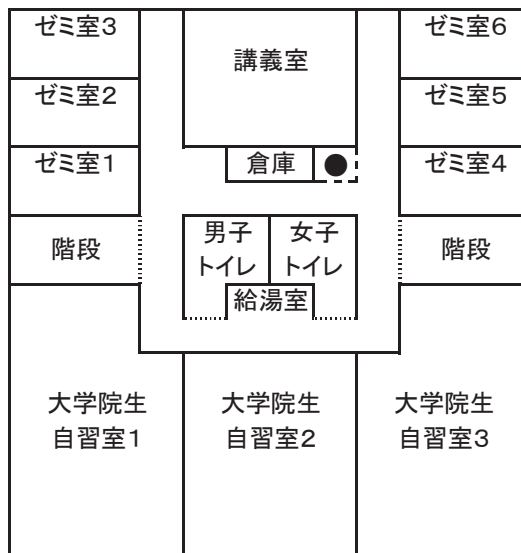 ゼミ室3
講義室
ゼミ室6
ゼミ室2
ゼミ室5
ゼミ室1
倉庫
ゼミ室4
階段
男子
トイレ
女子
トイレ
階段
給湯室
大学院生
自習室1
大学院生
自習室2
大学院生
自習室3